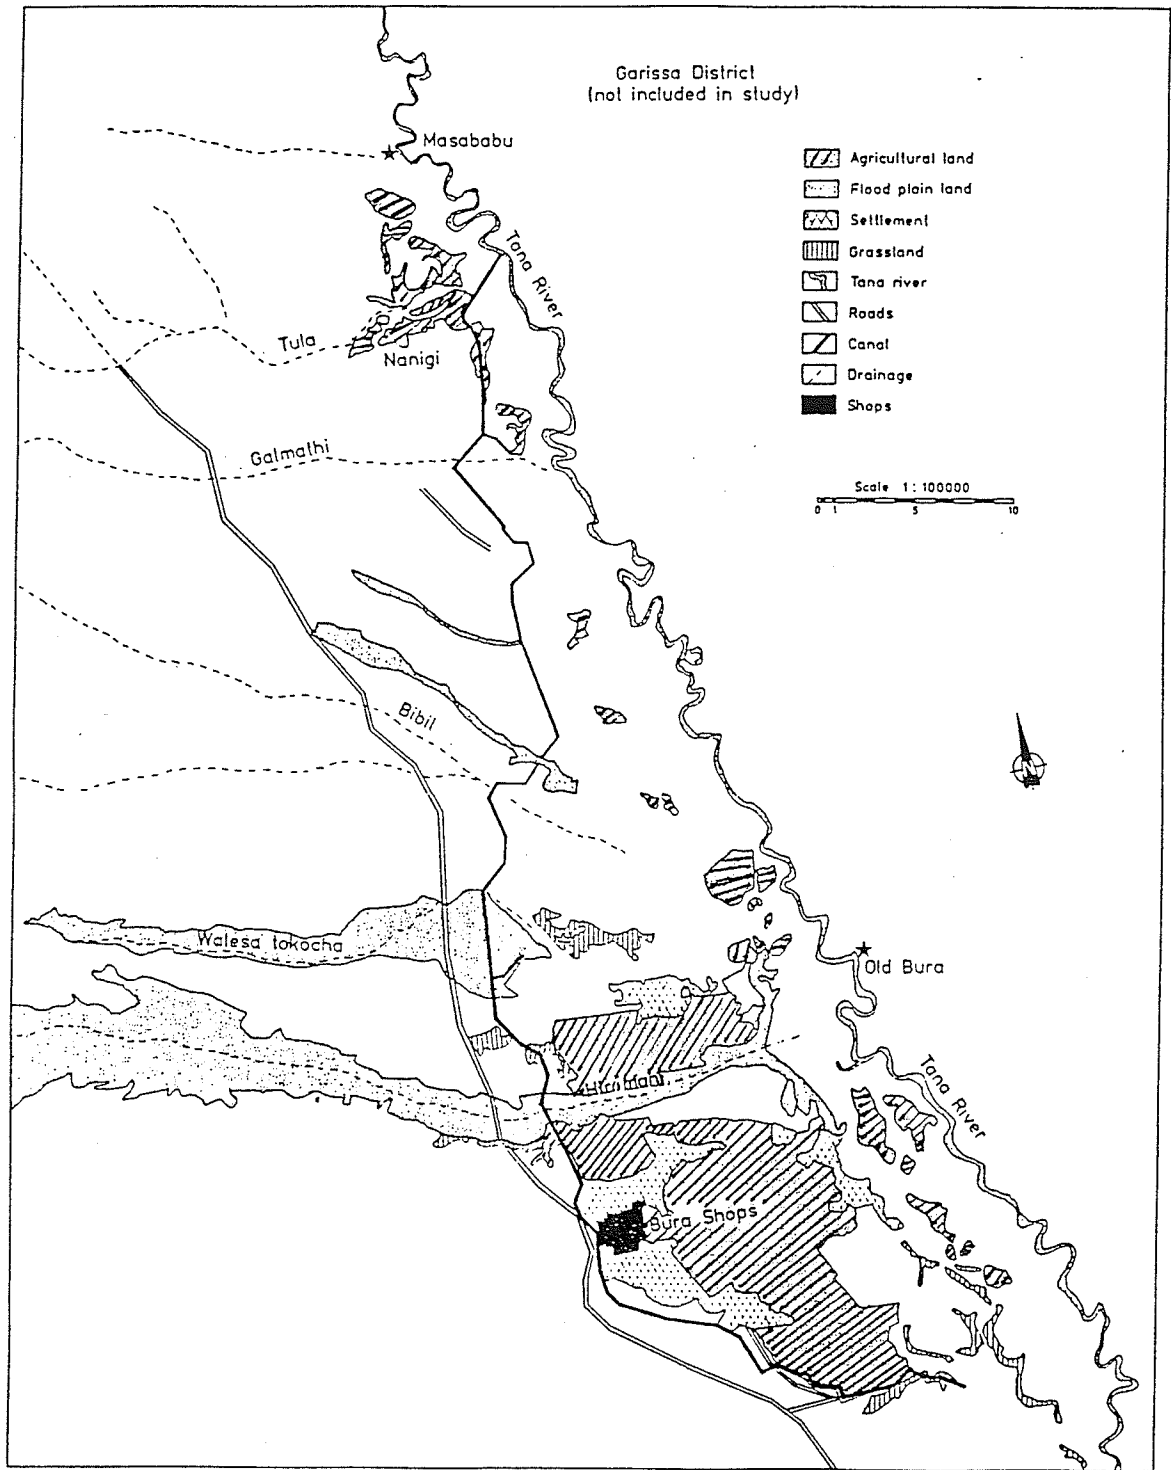 Garissa District
(not included in study)
Masababu
Tana River
Agricultural land
Flood plain land
Settlement
Grassland
Tana river
Roads
Canal
Drainage
Shops
Tula
Nanigi
Galmathi
Scale 1 : 100000
0 1 5 10
Bibil
N
Walesa tokocha
Old Bura
Tana River
Bura Shops